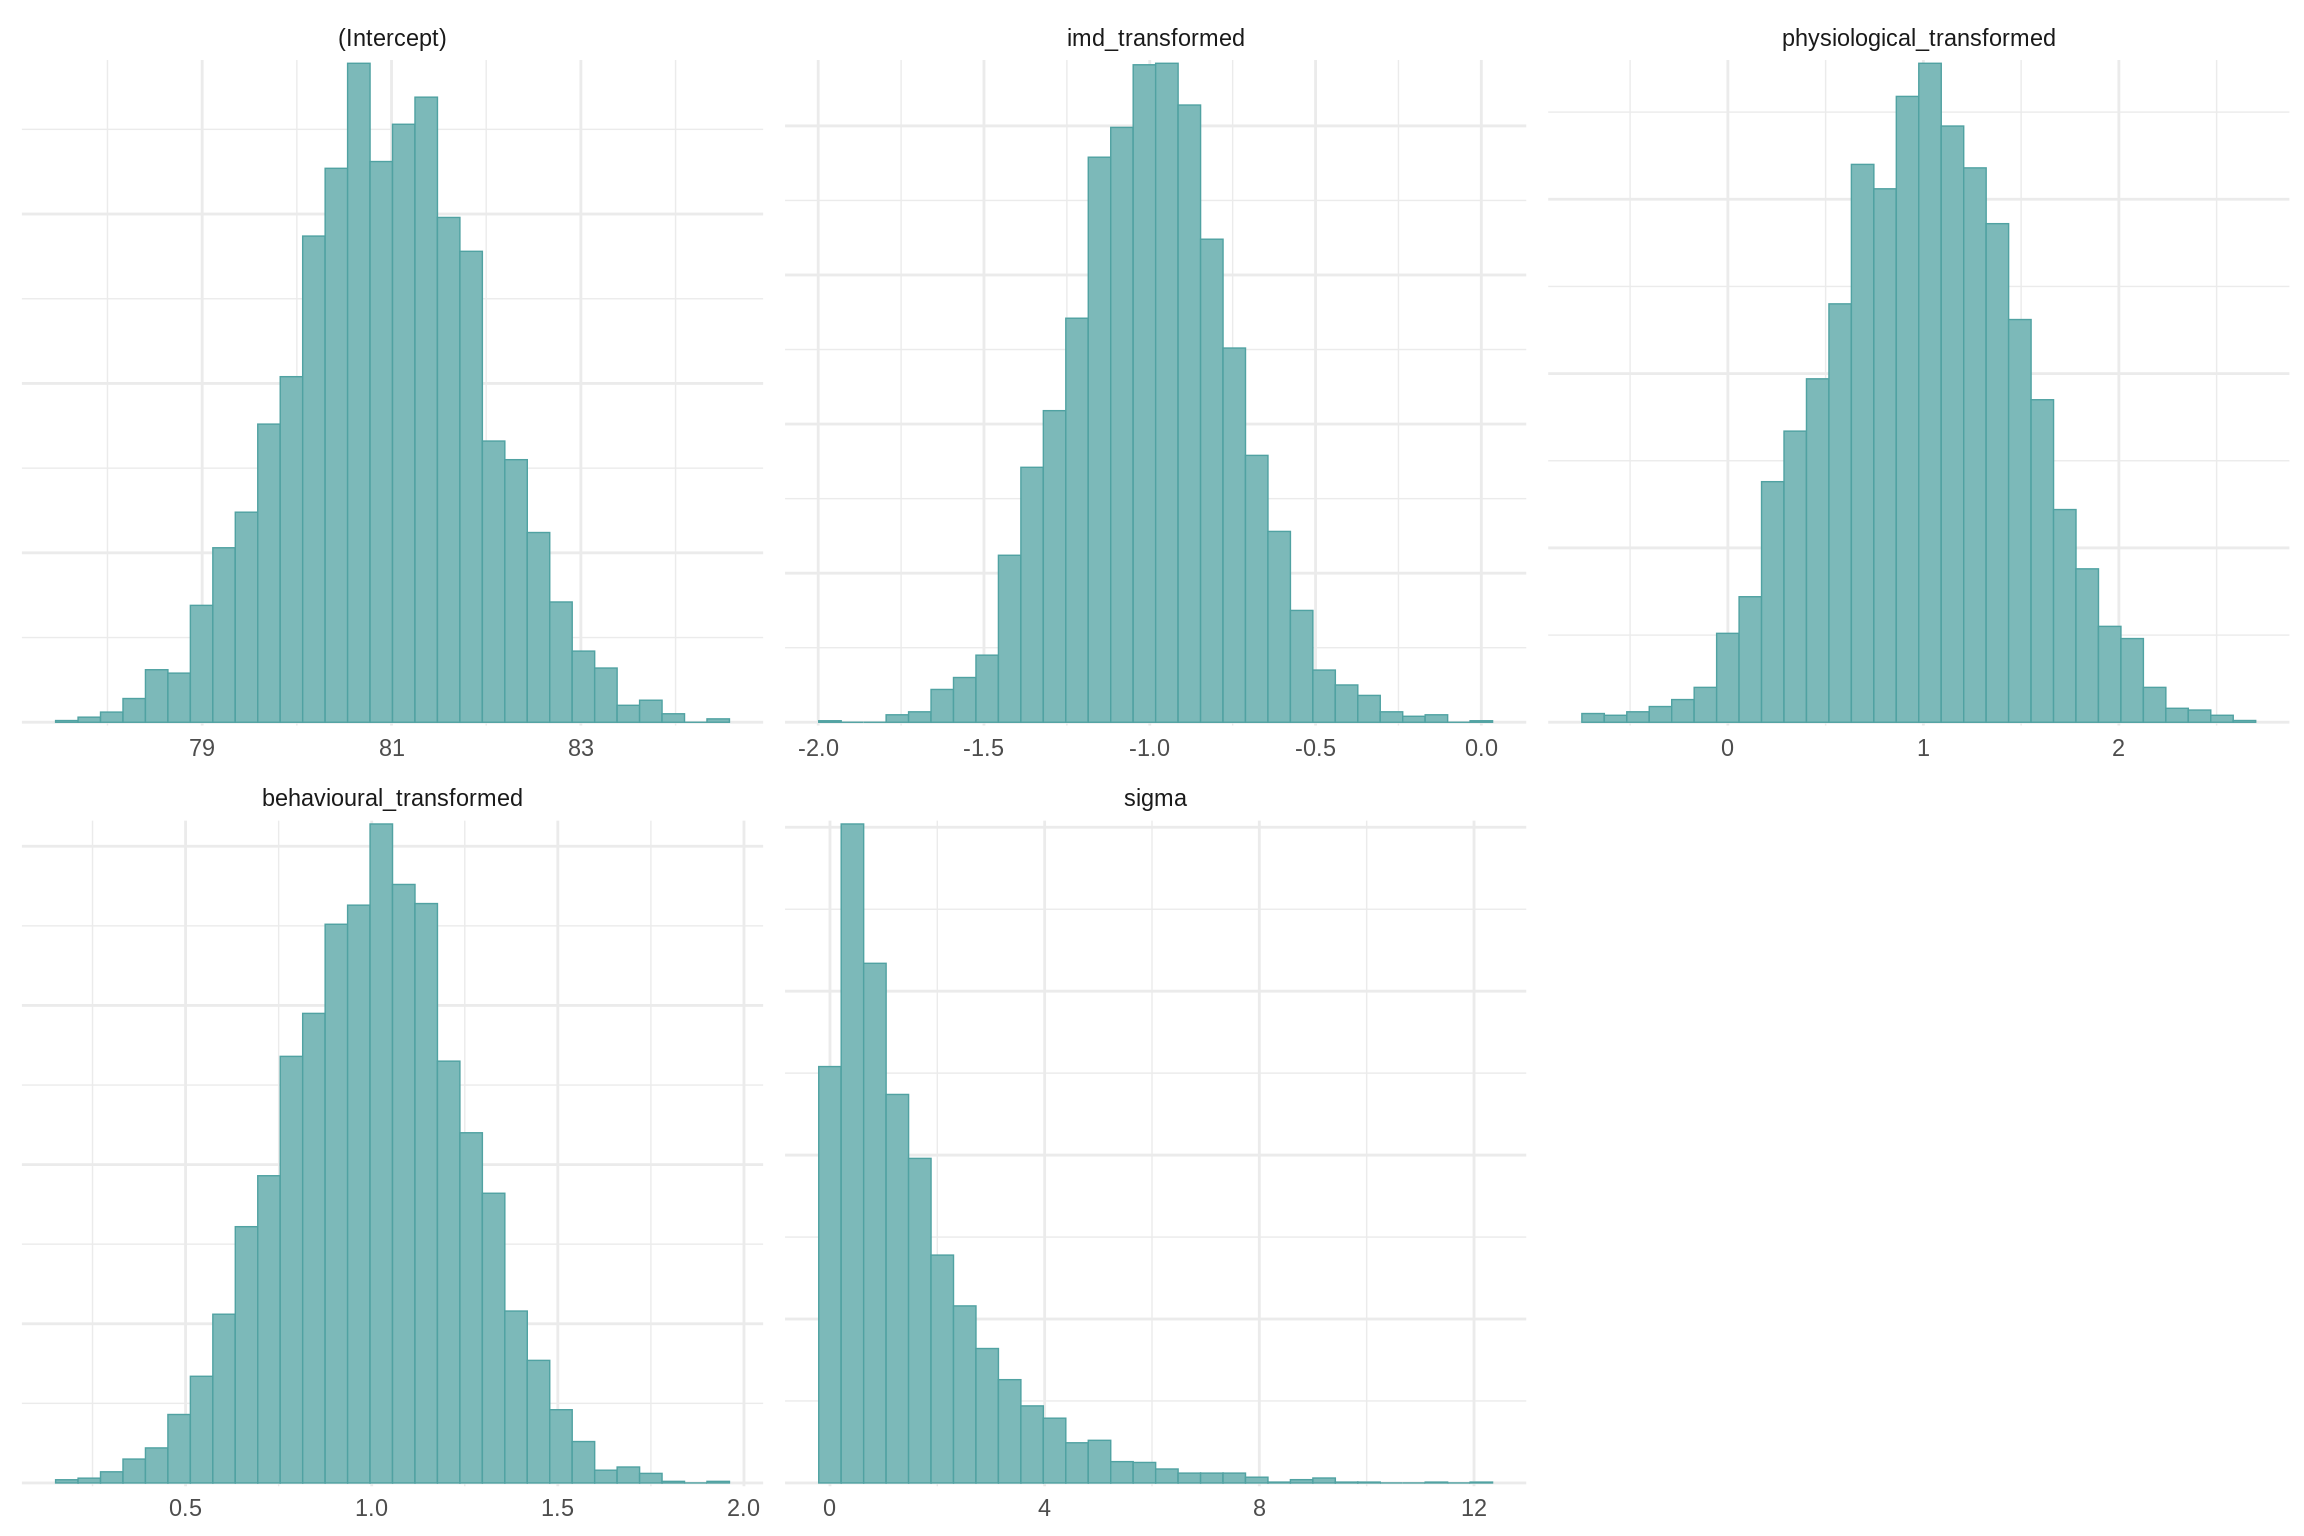 (Intercept)
imd_transformed
physiological_transformed
79 81 83
-2.0 -1.5 -1.0 -0.5 0.0
0 1 2
behavioural_transformed
sigma
0.5 1.0 1.5 2.0
0 4 8 12